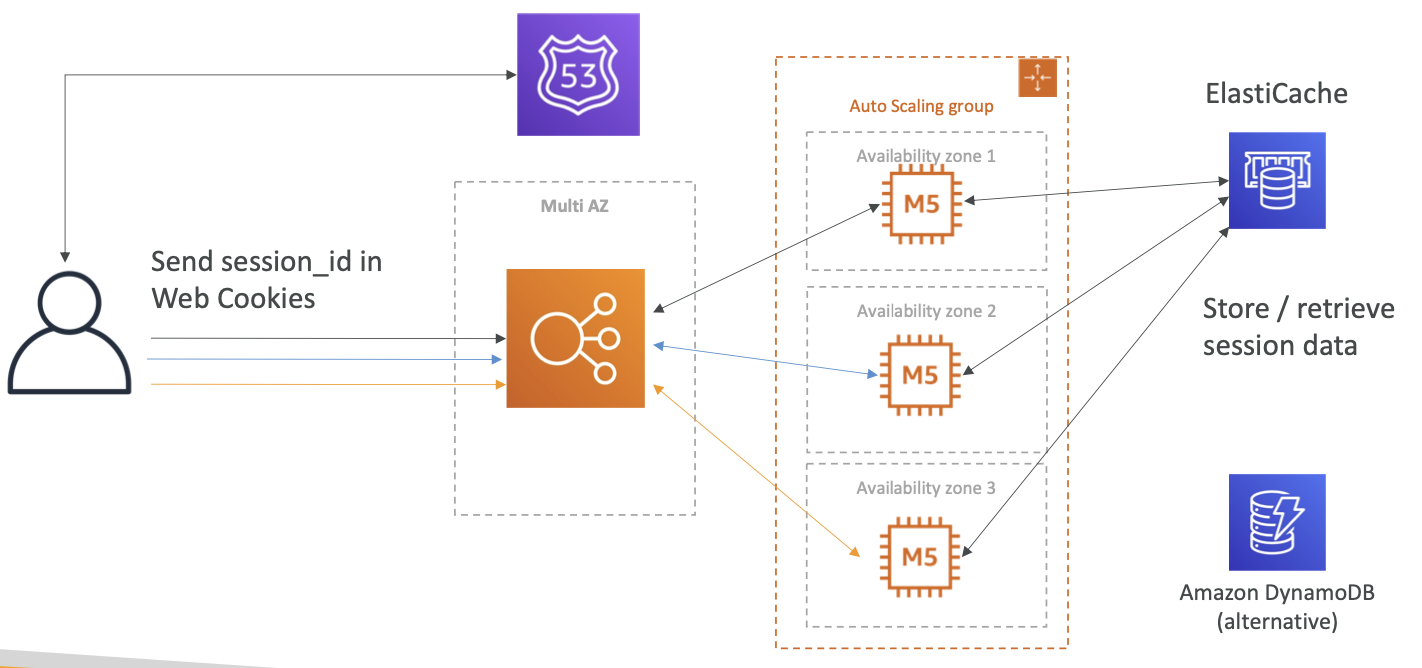 53
ElastiCache
Auto Scaling group
Availability zone 1
M5
Multi AZ
Send session_id in
Web Cookies
Availability zone 2
M5
Store / retrieve
session data
Availability zone 3
M5
Amazon DynamoDB
(alternative)